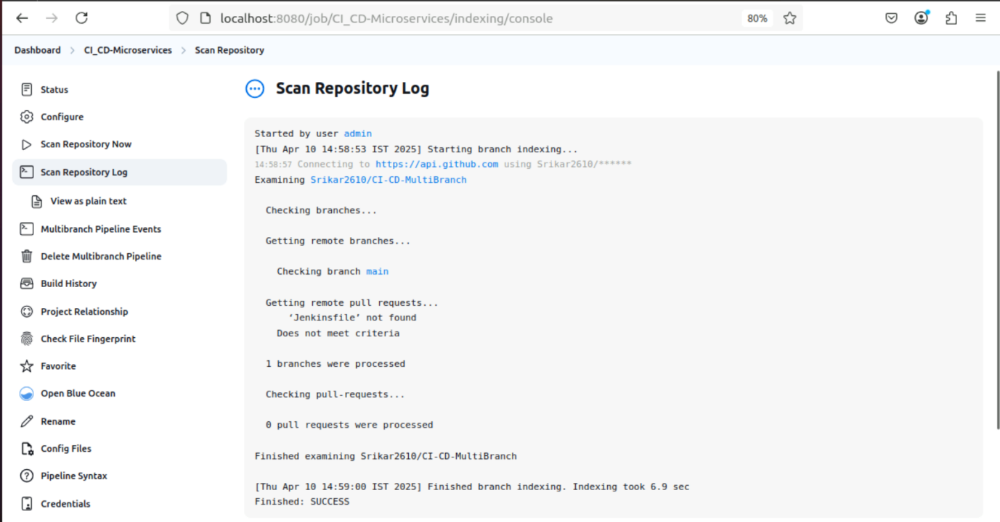 localhost:8080/job/CI_CD-Microservices/indexing/console
80%
Dashboard > CI_CD-Microservices > Scan Repository
Status
Configure
Scan Repository Now
Scan Repository Log
View as plain text
Multibranch Pipeline Events
Delete Multibranch Pipeline
Build History
Project Relationship
Check File Fingerprint
Favorite
Open Blue Ocean
Rename
Config Files
Pipeline Syntax
Credentials
Scan Repository Log
Started by user admin
[Thu Apr 10 14:58:53 IST 2025] Starting branch indexing...
14:58:57 Connecting to https://api.github.com using Srikar2610/******
Examining Srikar2610/CI-CD-MultiBranch
Checking branches...
Getting remote branches...
Checking branch main
Getting remote pull requests...
‘Jenkinsfile’ not found
Does not meet criteria
1 branches were processed
Checking pull-requests...
0 pull requests were processed
Finished examining Srikar2610/CI-CD-MultiBranch
[Thu Apr 10 14:59:00 IST 2025] Finished branch indexing. Indexing took 6.9 sec
Finished: SUCCESS